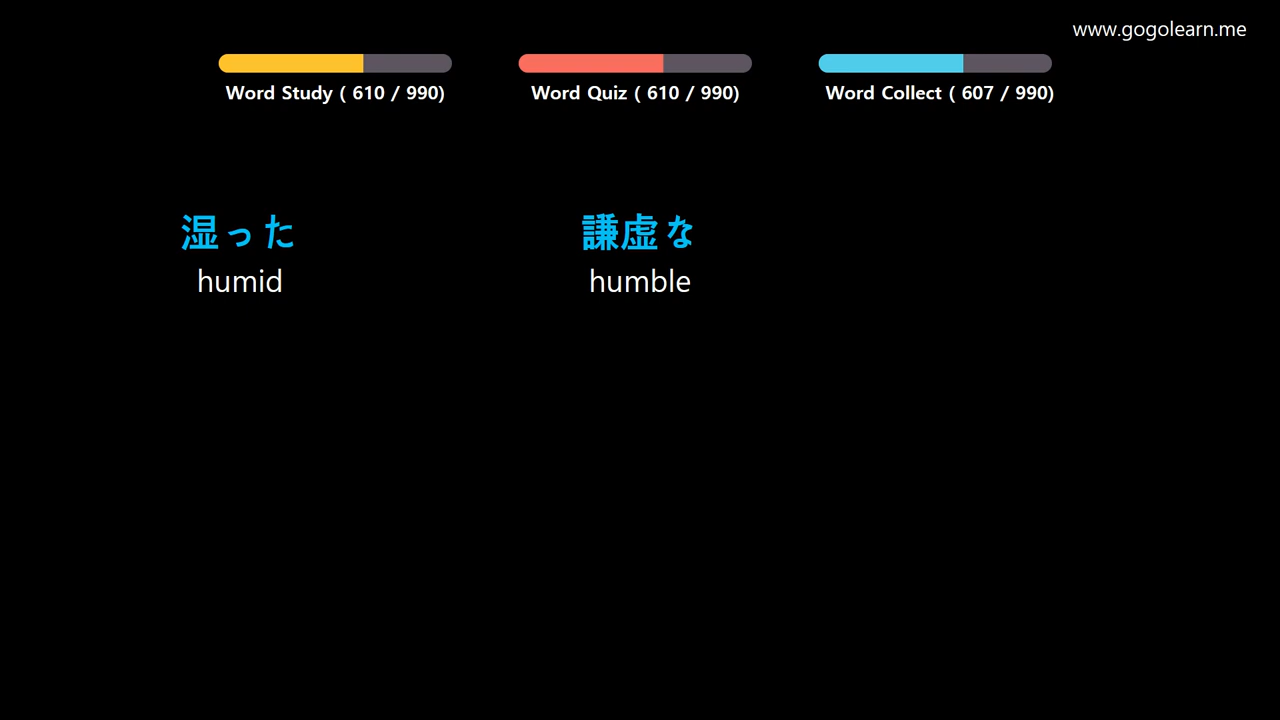 www.gogolearn.me
Word Study ( 610 / 990)
Word Quiz ( 610 / 990)
Word Collect ( 607 / 990)
湿った
humid
謙虚な
humble